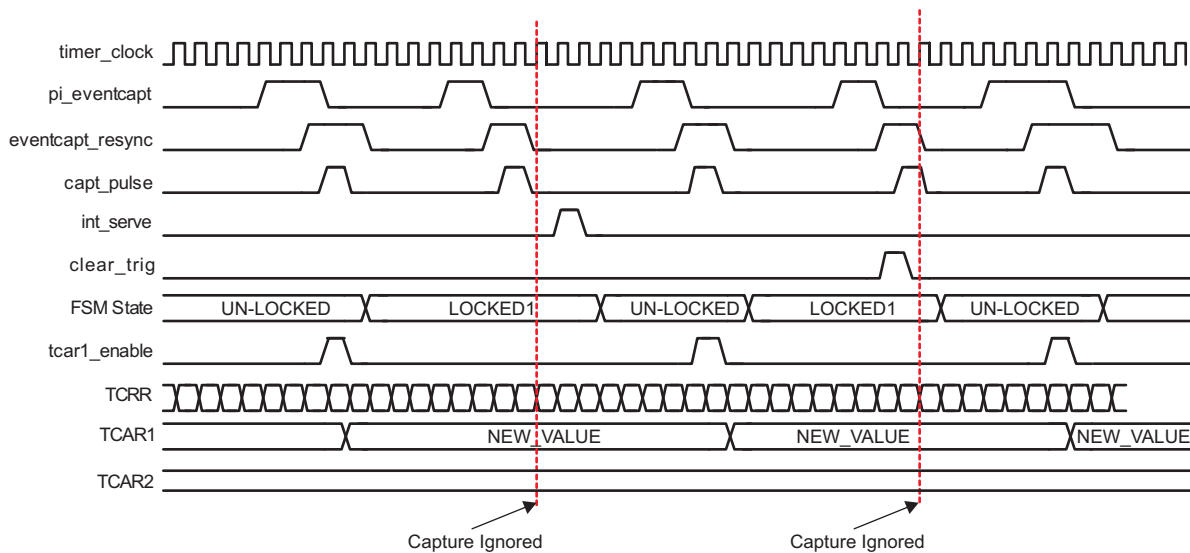 timer_clock
pi_eventcapt
eventcapt_resync
capt_pulse
int_serve
clear_trig
FSM State UN-LOCKED LOCKED1 UN-LOCKED LOCKED1 UN-LOCKED
tcar1_enable
TCRR
TCAR1 NEW_VALUE NEW_VALUE NEW_VALUE
TCAR2
Capture Ignored Capture Ignored